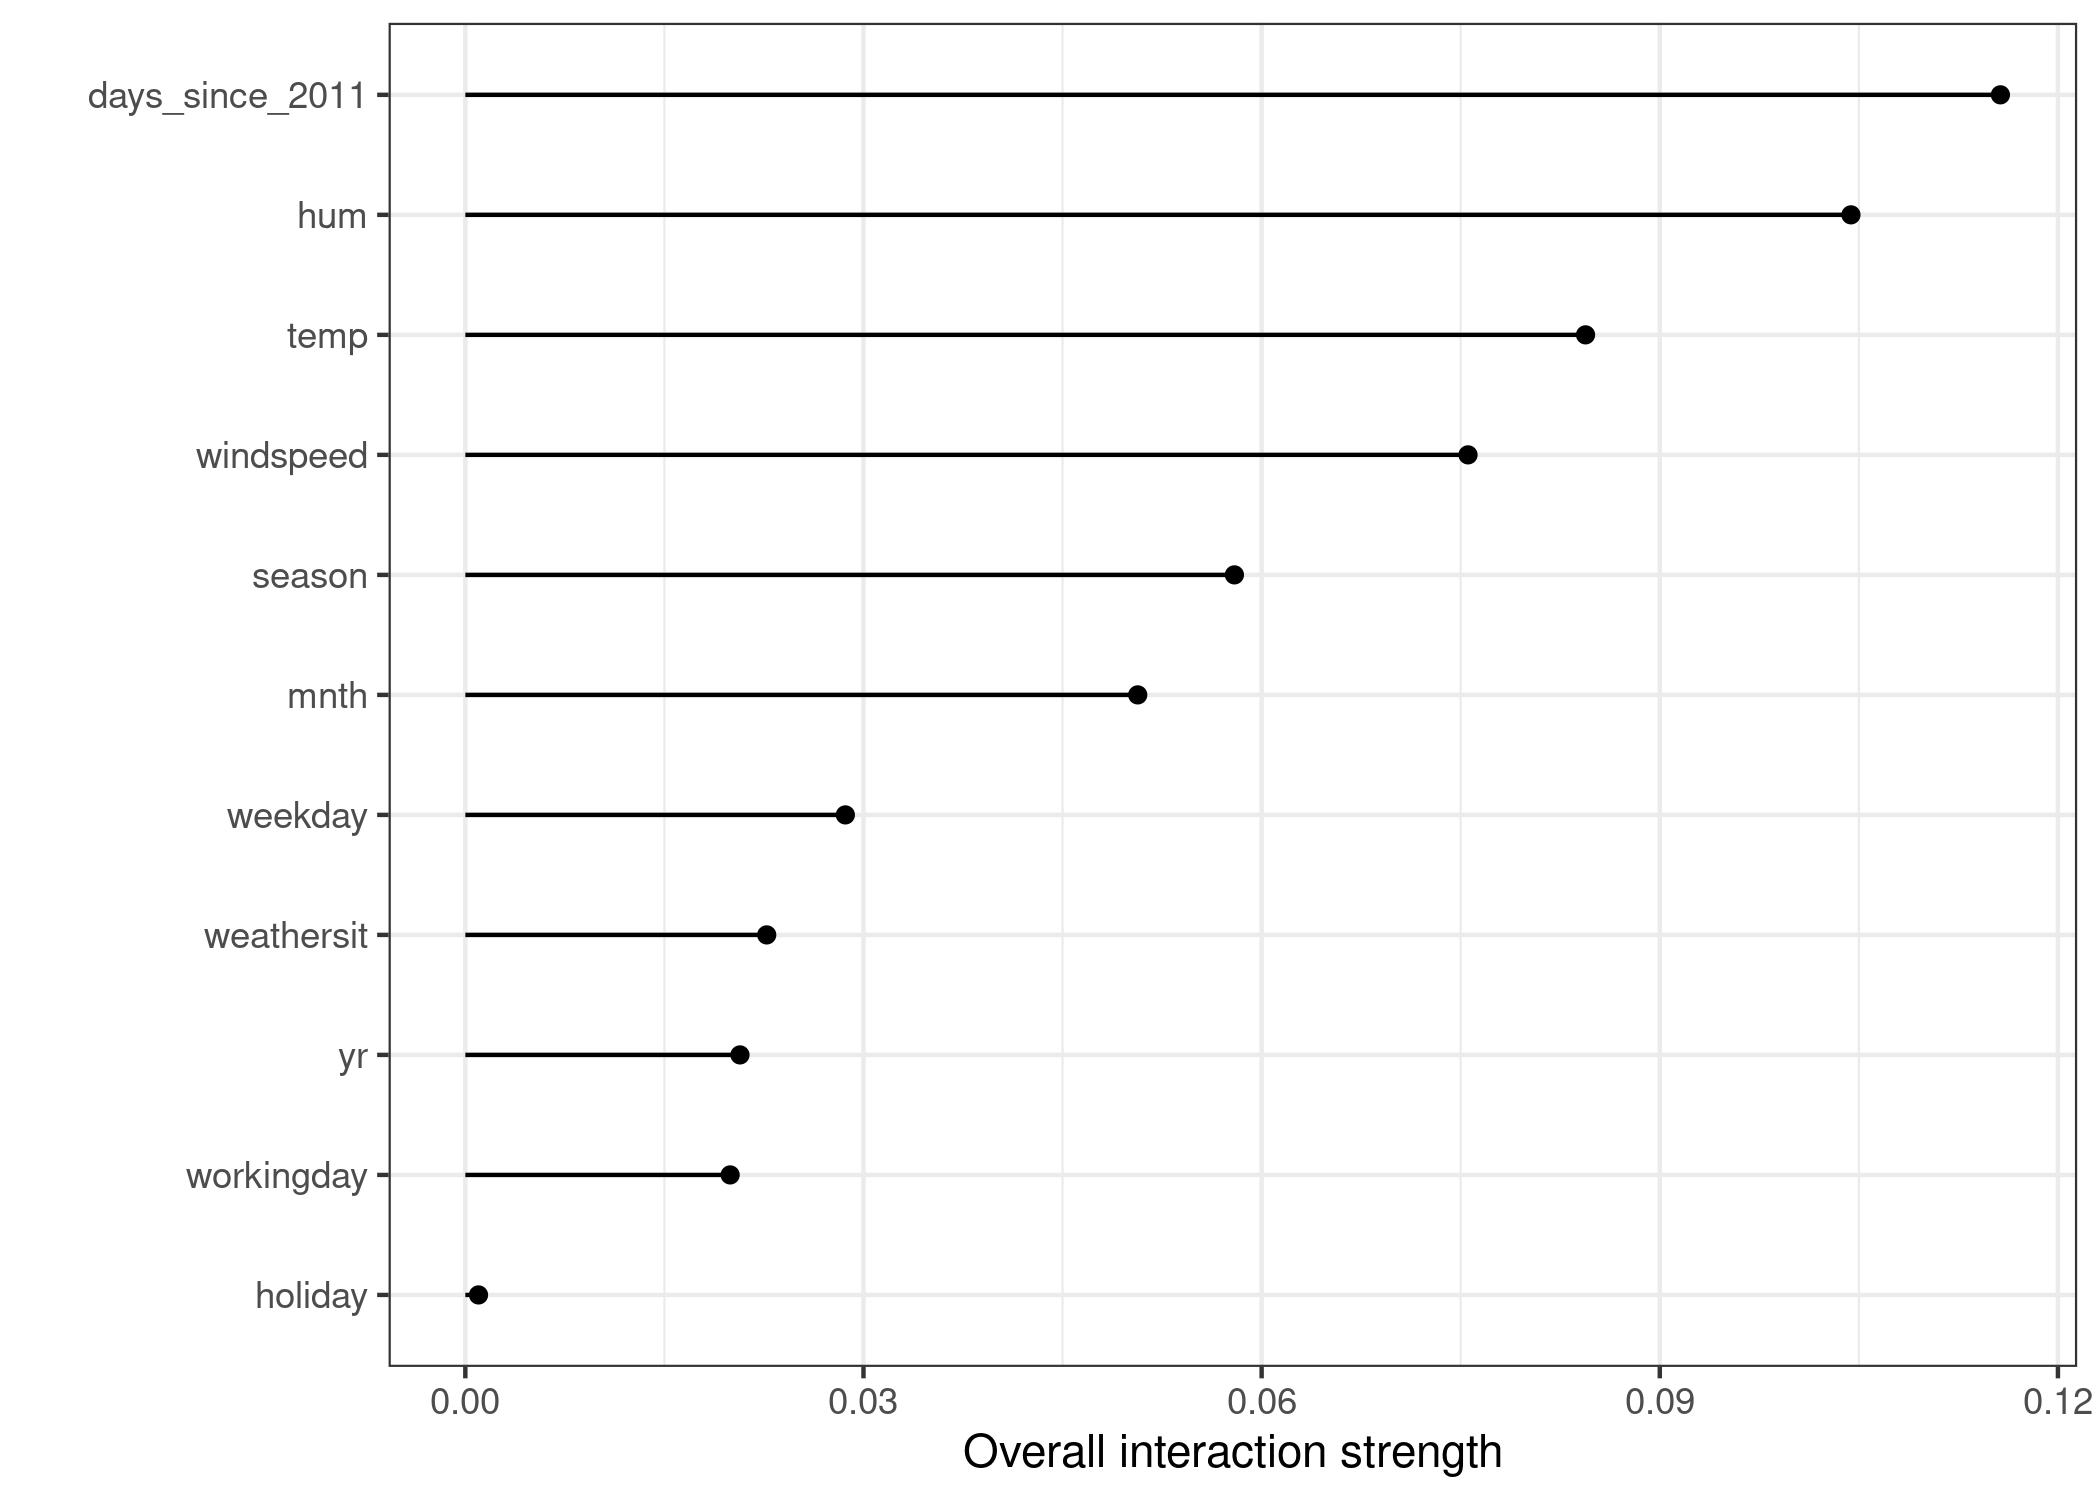 days_since_2011
hum
temp
windspeed
season
mnth
weekday
weathersit
yr
workingday
holiday
0.00 0.03 0.06 0.09 0.12
Overall interaction strength